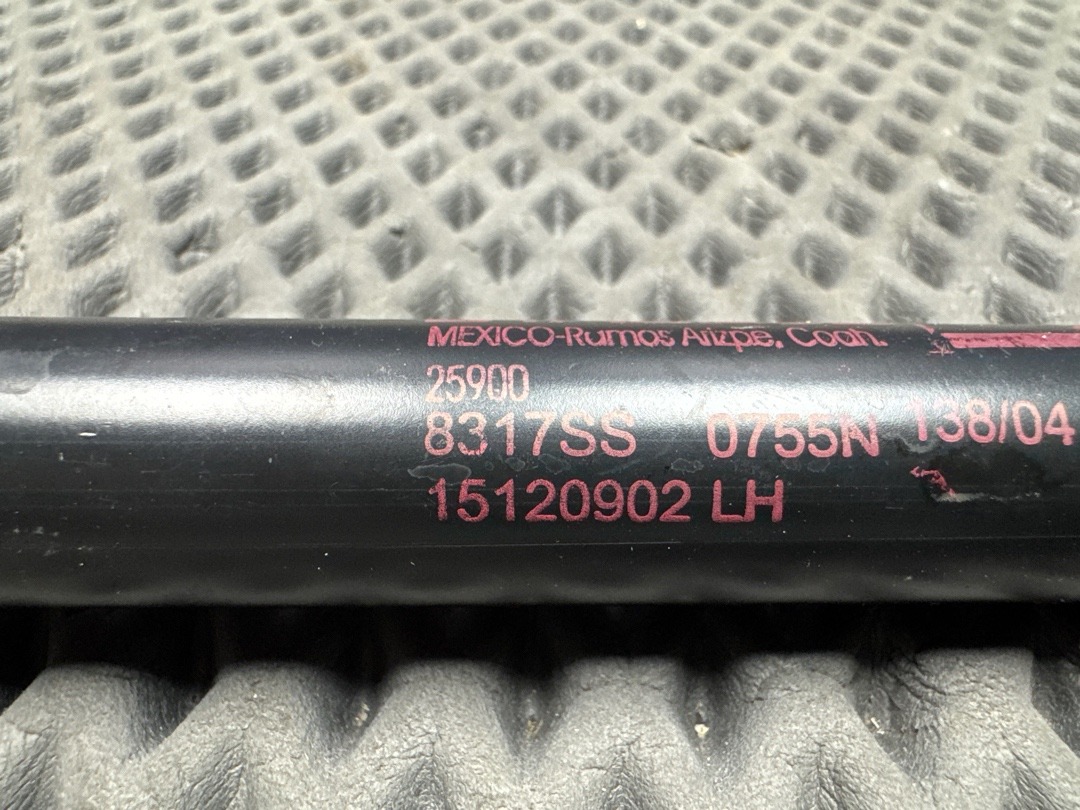 MEXICO-Ramos Arizpe, Coah.
25900
8317SS 0755N 138/04
15120902 LH